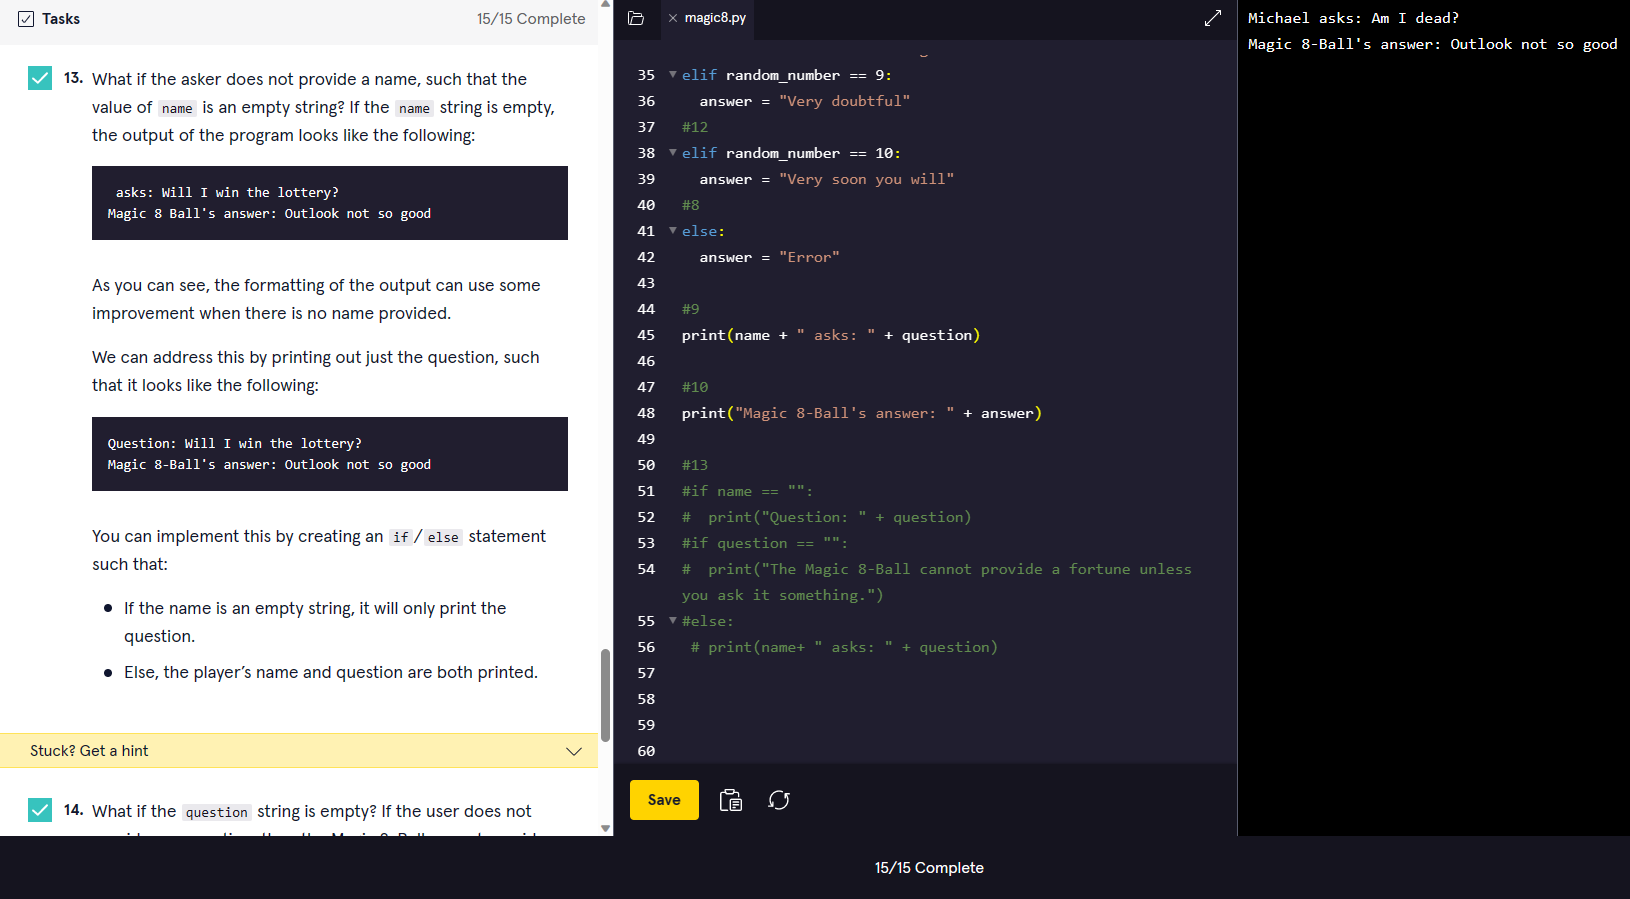 Tasks
15/15 Complete
13. What if the asker does not provide a name, such that the
value of name is an empty string? If the name string is empty,
the output of the program looks like the following:
asks: Will I win the lottery?
Magic 8 Ball's answer: Outlook not so good
As you can see, the formatting of the output can use some
improvement when there is no name provided.
We can address this by printing out just the question, such
that it looks like the following:
Question: Will I win the lottery?
Magic 8-Ball's answer: Outlook not so good
You can implement this by creating an if/else statement
such that:
• If the name is an empty string, it will only print the
question.
• Else, the player's name and question are both printed.
Stuck? Get a hint
14. What if the question string is empty? If the user does not
magic8.py
35 elif random_number == 9:
36   answer = "Very doubtful"
37 #12
38 elif random_number == 10:
39   answer = "Very soon you will"
40 #8
41 else:
42   answer = "Error"
43
44 #9
45 print(name + " asks: " + question)
46
47 #10
48 print("Magic 8-Ball's answer: " + answer)
49
50 #13
51 #if name == "":
52 #  print("Question: " + question)
53 #if question == "":
54 #  print("The Magic 8-Ball cannot provide a fortune unless
you ask it something.")
55 #else:
56  # print(name+ " asks: " + question)
57
58
59
60
Save
Michael asks: Am I dead?
Magic 8-Ball's answer: Outlook not so good
15/15 Complete